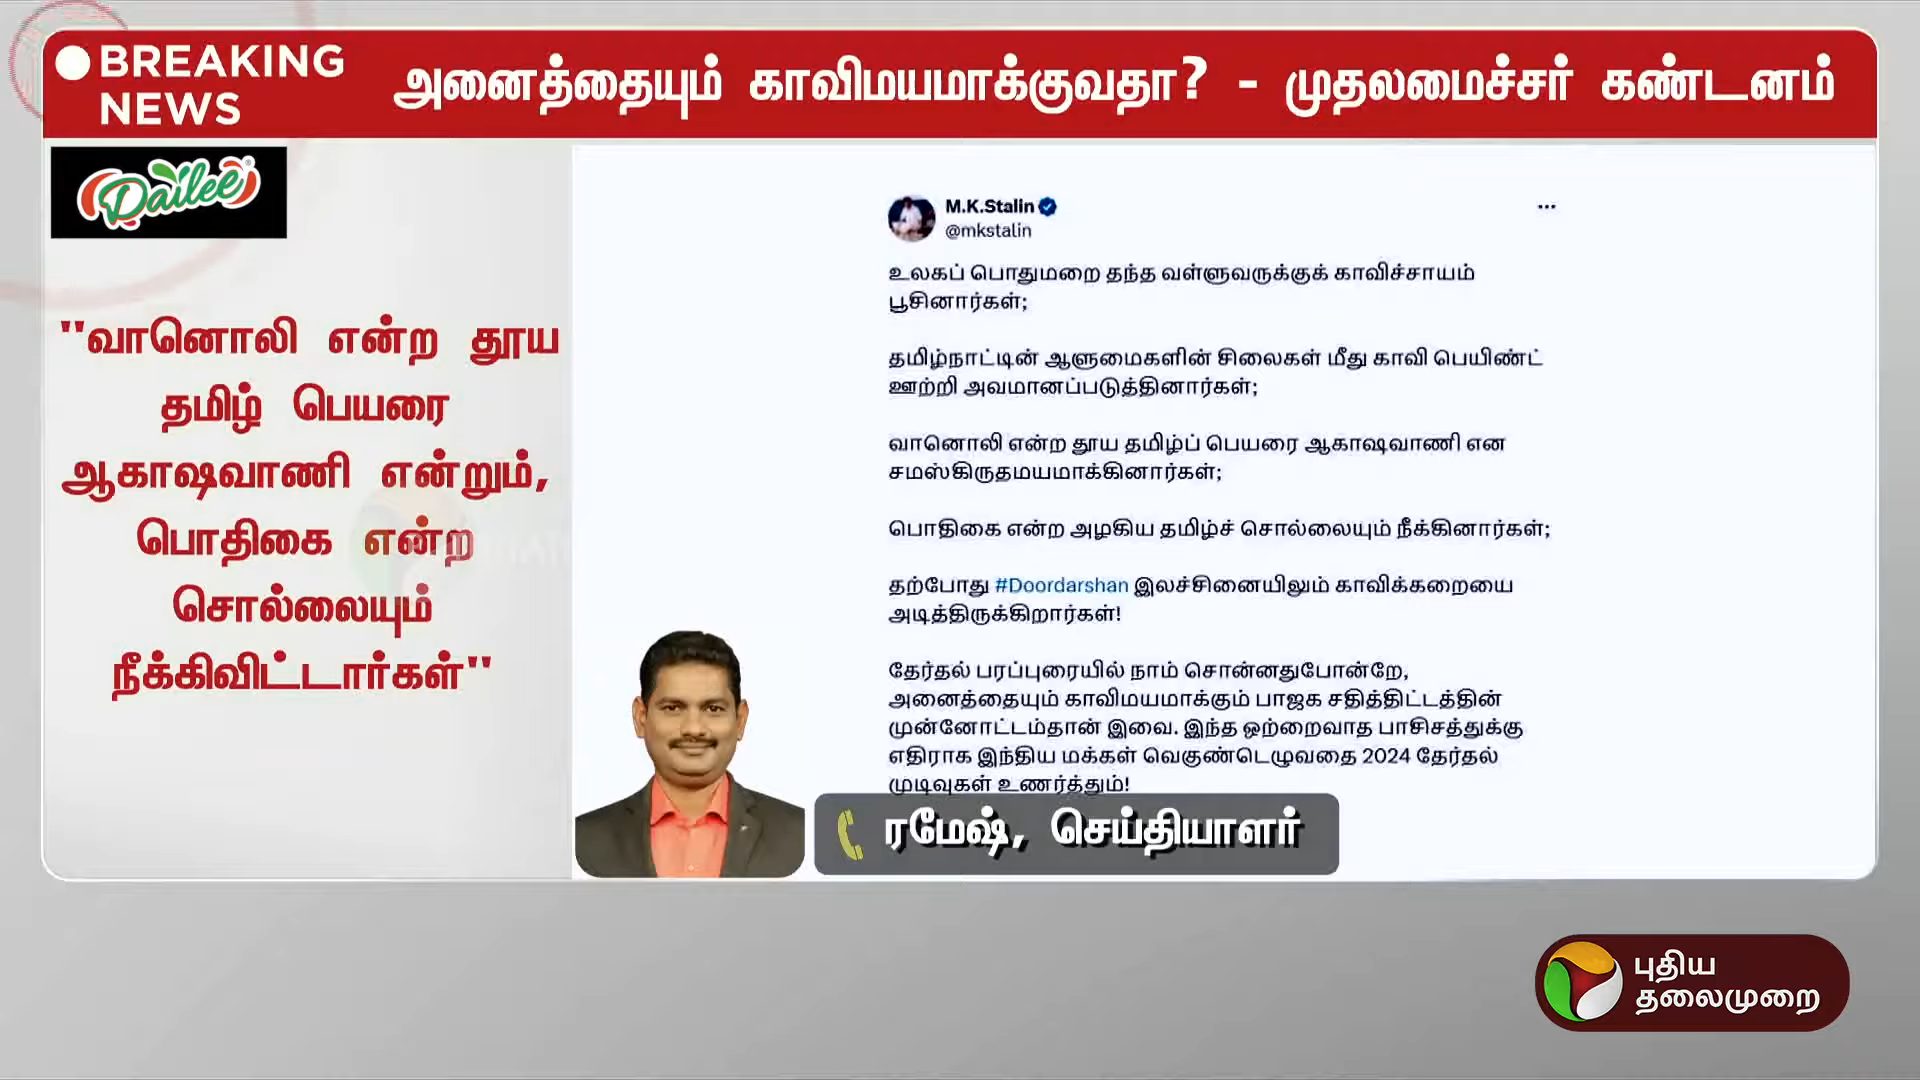 BREAKING
NEWS
அனைத்தையும் காவிமயமாக்குவதா? - முதலமைச்சர் கண்டனம்
Dailee
"வானொலி என்ற தூய
தமிழ் பெயரை
ஆகாஷவாணி என்றும்,
பொதிகை என்ற
சொல்லையும்
நீக்கிவிட்டார்கள்"
M.K.Stalin
@mkstalin
உலகப் பொதுமறை தந்த வள்ளுவருக்குக் காவிச்சாயம்
பூசினார்கள்;
தமிழ்நாட்டின் ஆளுமைகளின் சிலைகள் மீது காவி பெயிண்ட்
ஊற்றி அவமானப்படுத்தினார்கள்;
வானொலி என்ற தூய தமிழ்ப் பெயரை ஆகாஷவாணி என
சமஸ்கிருதமயமாக்கினார்கள்;
பொதிகை என்ற அழகிய தமிழ்ச் சொல்லையும் நீக்கினார்கள்;
தற்போது #Doordarshan இலச்சினையிலும் காவிக்கறையை
அடித்திருக்கிறார்கள்!
தேர்தல் பரப்புரையில் நாம் சொன்னதுபோன்றே,
அனைத்தையும் காவிமயமாக்கும் பாஜக சதித்திட்டத்தின்
முன்னோட்டம்தான் இவை. இந்த ஒற்றைவாத பாசிசத்துக்கு
எதிராக இந்திய மக்கள் வெகுண்டெழுவதை 2024 தேர்தல்
முடிவுகள் உணர்த்தும்!
ரமேஷ், செய்தியாளர்
புதிய
தலைமுறை